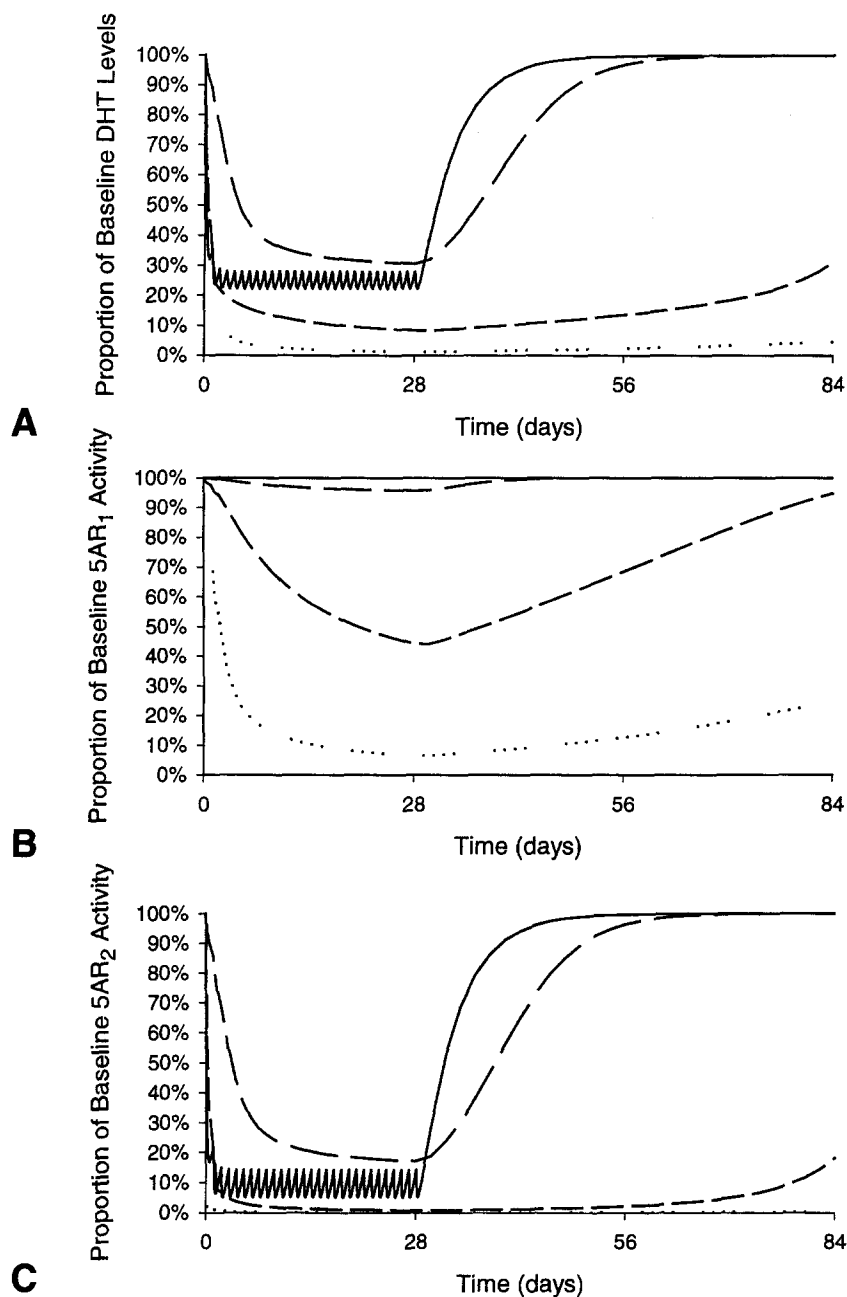 Proportion of Baseline DHT Levels
100%
90%
80%
70%
60%
50%
40%
30%
20%
10%
0%
0 28 56 84
Time (days)
A
Proportion of Baseline 5AR1 Activity
100%
90%
80%
70%
60%
50%
40%
30%
20%
10%
0%
0 28 56 84
Time (days)
B
Proportion of Baseline 5AR2 Activity
100%
90%
80%
70%
60%
50%
40%
30%
20%
10%
0%
0 28 56 84
Time (days)
C